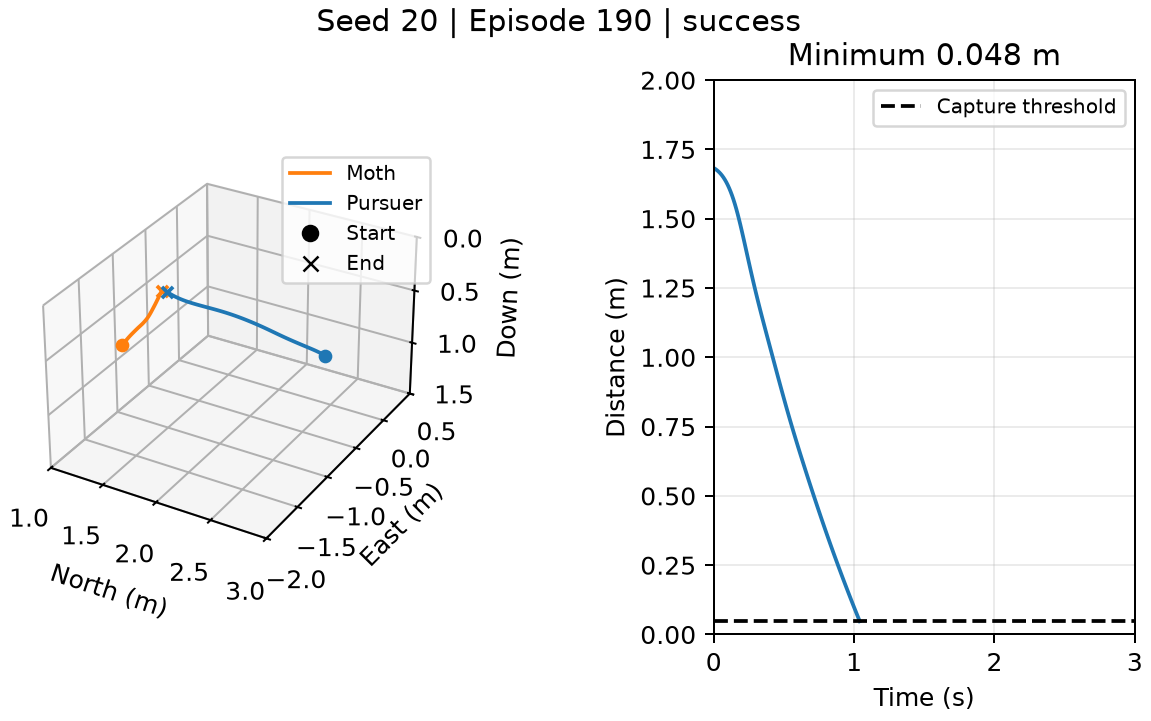 Seed 20 | Episode 190 | success
Moth
Pursuer
Start
End
0.0
0.5
1.0
1.5
Down (m)
0.5
0.0
−0.5
−1.0
−1.5
−2.0
East (m)
1.0
1.5
2.0
2.5
3.0
North (m)
Minimum 0.048 m
Capture threshold
2.00
1.75
1.50
1.25
1.00
0.75
0.50
0.25
0.00
Distance (m)
0 1 2 3
Time (s)